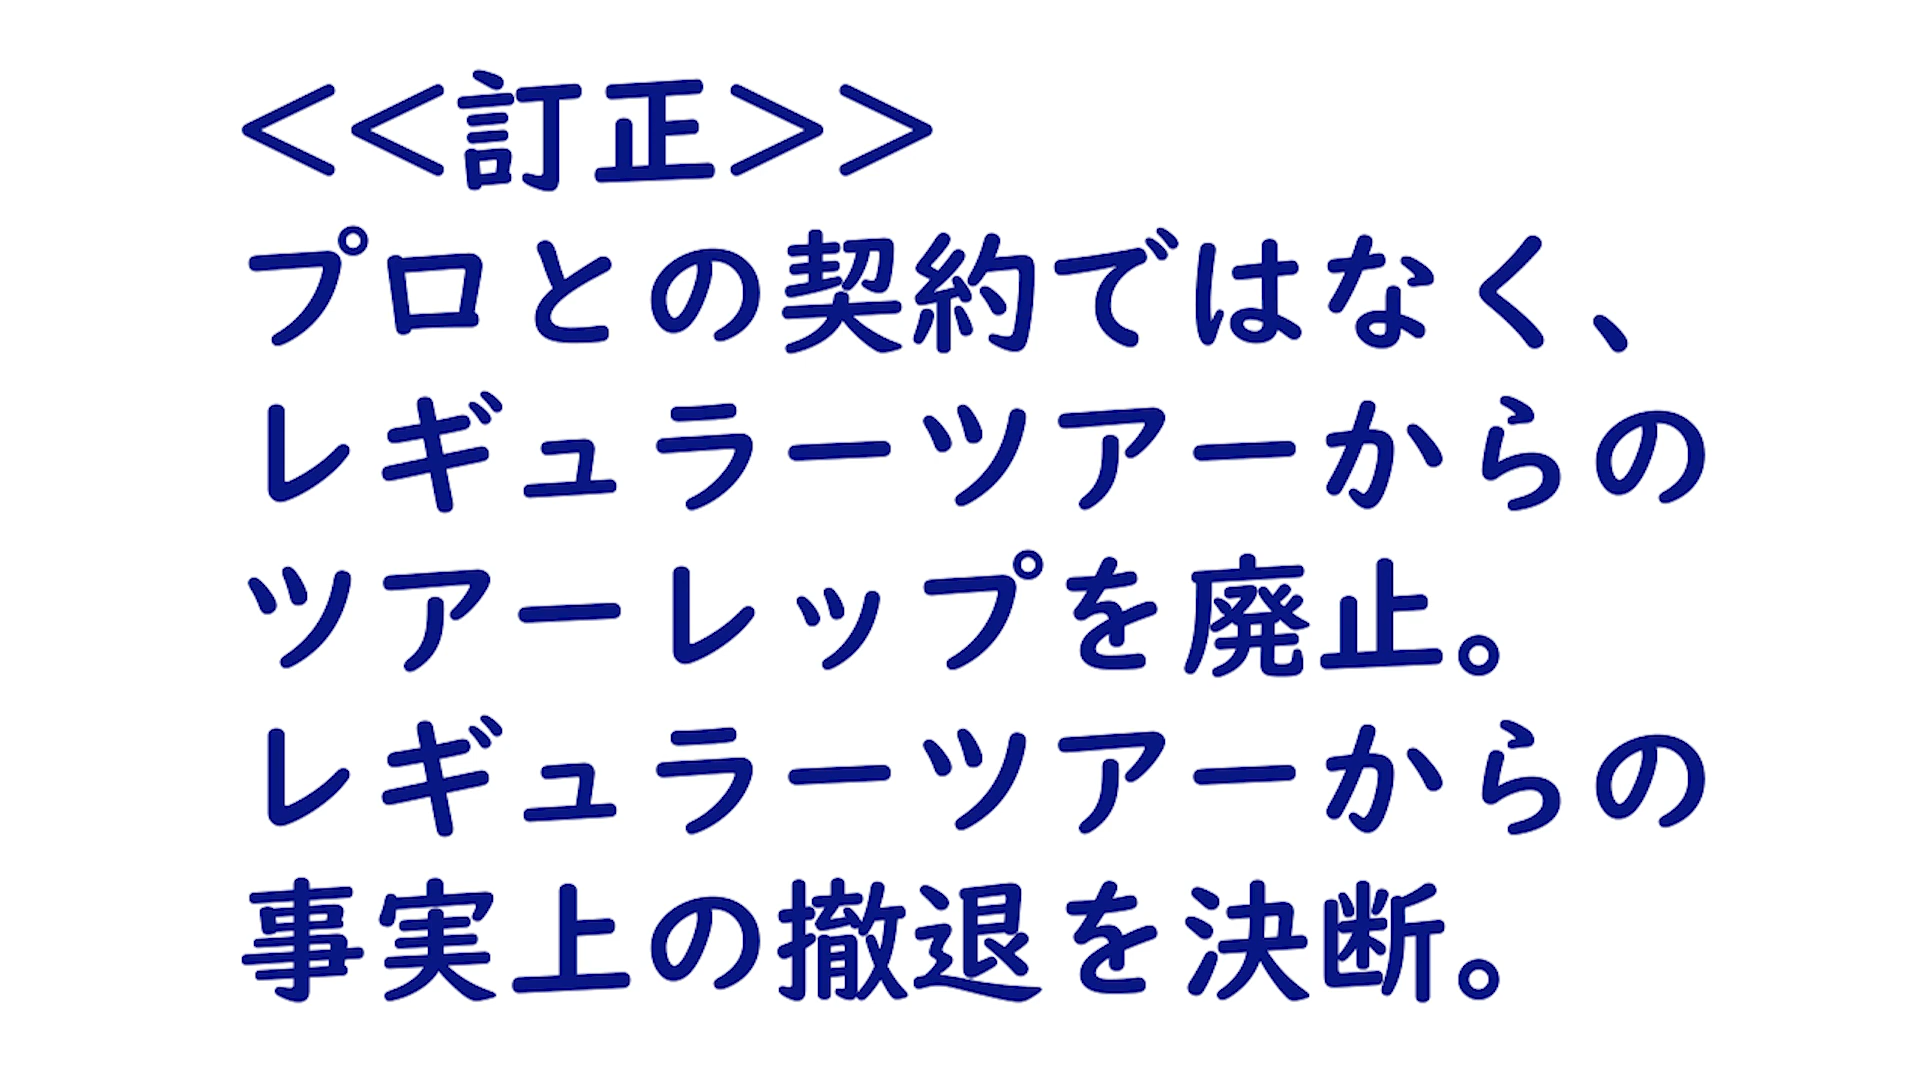 <<訂正>>
プロとの契約ではなく、
レギュラーツアーからの
ツアーレップを廃止。
レギュラーツアーからの
事実上の撤退を決断。